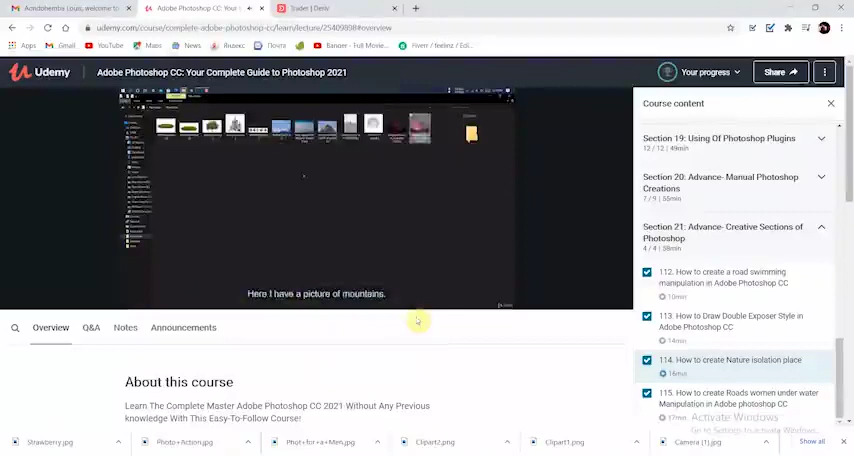 Aoindohemtia Louis, welcome to
Adobe Photoshop CC: Your C
Trader | Deriv
udemy.com/course/complete-adobe-photoshop-cc/learn/lecture/25409898#overview
Apps Gmail YouTube Maps News Яндекс Почта Banaer - Full Movie... Fiverr / feelinz / Edi...
Udemy
Adobe Photoshop CC: Your Complete Guide to Photoshop 2021
Your progress
Share
Course content
Section 19: Using Of Photoshop Plugins
12 / 12 | 49min
Section 20: Advance- Manual Photoshop
Creations
7 / 9 | 55min
Section 21: Advance- Creative Sections of
Photoshop
4 / 4 | 58min
112. How to create a road swimming
manipulation in Adobe Photoshop CC
10min
113. How to Draw Double Exposer Style in
Adobe Photoshop CC
14min
114. How to create Nature isolation place
16min
115. How to create Roads women under water
Manipulation in Adobe Photoshop CC
17min
Here I have a picture of mountains.
Overview Q&A Notes Announcements
About this course
Learn The Complete Master Adobe Photoshop CC 2021 Without Any Previous
knowledge With This Easy-To-Follow Course!
Activate Windows
Go to Settings to activate Windows.
Strawberry.jpg
Photo+Action.jpg
Phot+for+a+Men.jpg
Clipart2.png
Clipart1.png
Camera (1).jpg
Show all